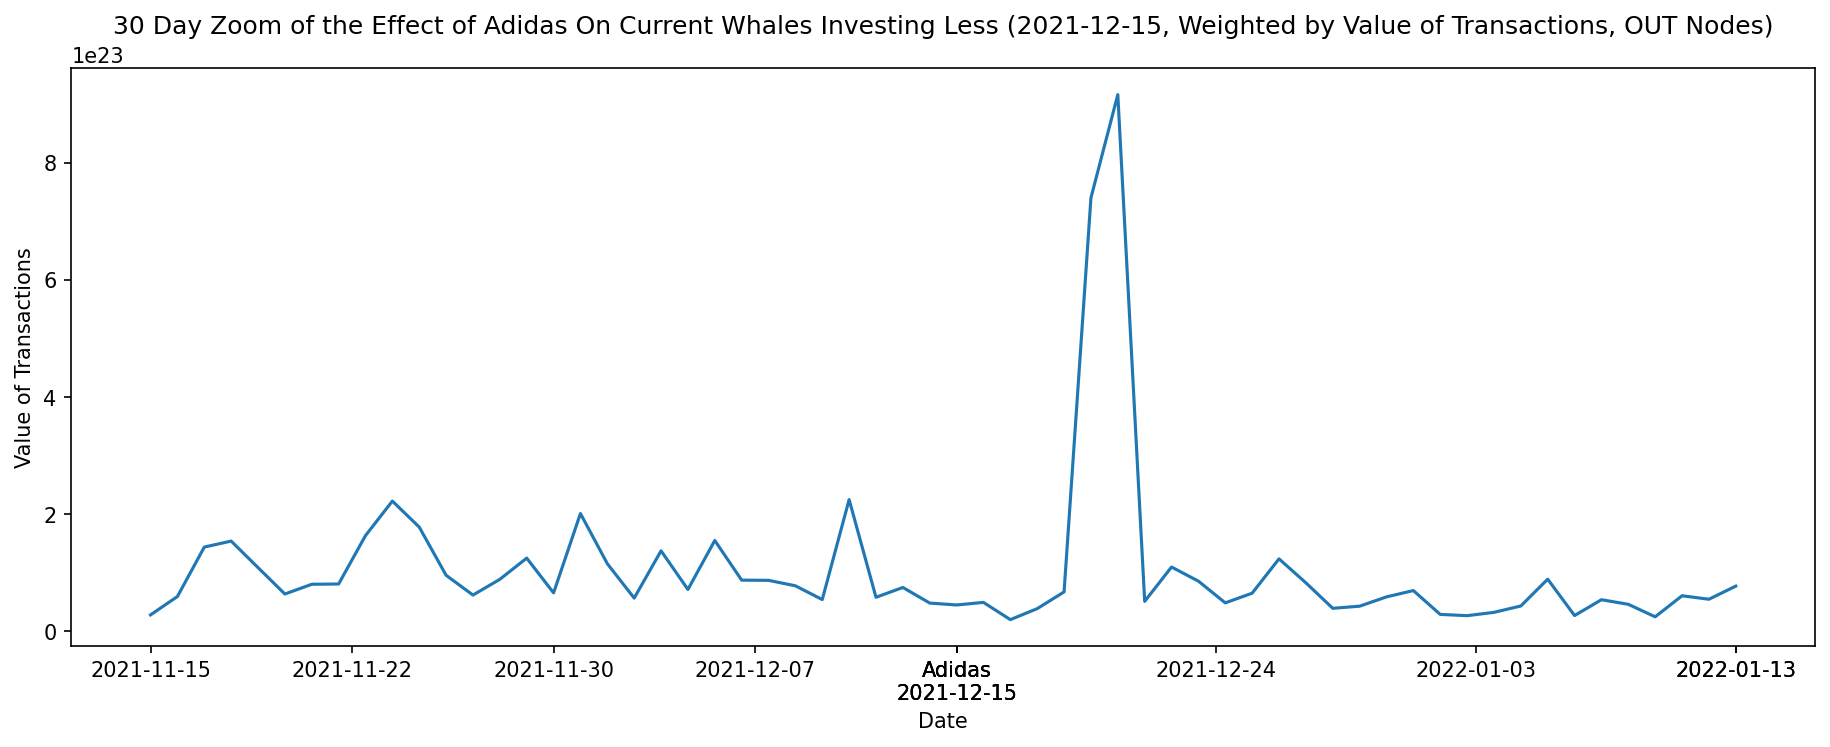 30 Day Zoom of the Effect of Adidas On Current Whales Investing Less (2021-12-15, Weighted by Value of Transactions, OUT Nodes)
1e23
8
6
4
2
0
Value of Transactions
2021-11-15 2021-11-22 2021-11-30 2021-12-07 Adidas 2021-12-24 2022-01-03 2022-01-13
2021-12-15
Date